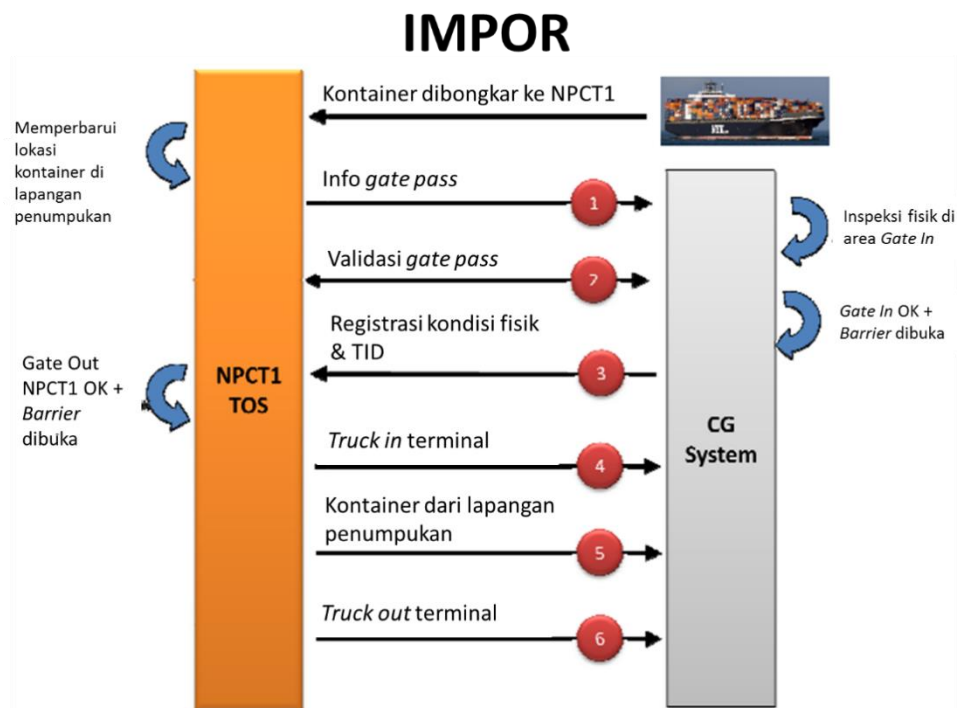 IMPOR
Kontainer dibongkar ke NPCT1
Memperbarui
lokasi
kontainer di
lapangan
penumpukan
Info gate pass
1
Inspeksi fisik di
area Gate In
Validasi gate pass
2
Gate In OK +
Barrier dibuka
Registrasi kondisi fisik
& TID
3
Gate Out
NPCT1 OK +
Barrier
dibuka
NPCT1
TOS
CG
System
Truck in terminal
4
Kontainer dari lapangan
penumpukan
5
Truck out terminal
6